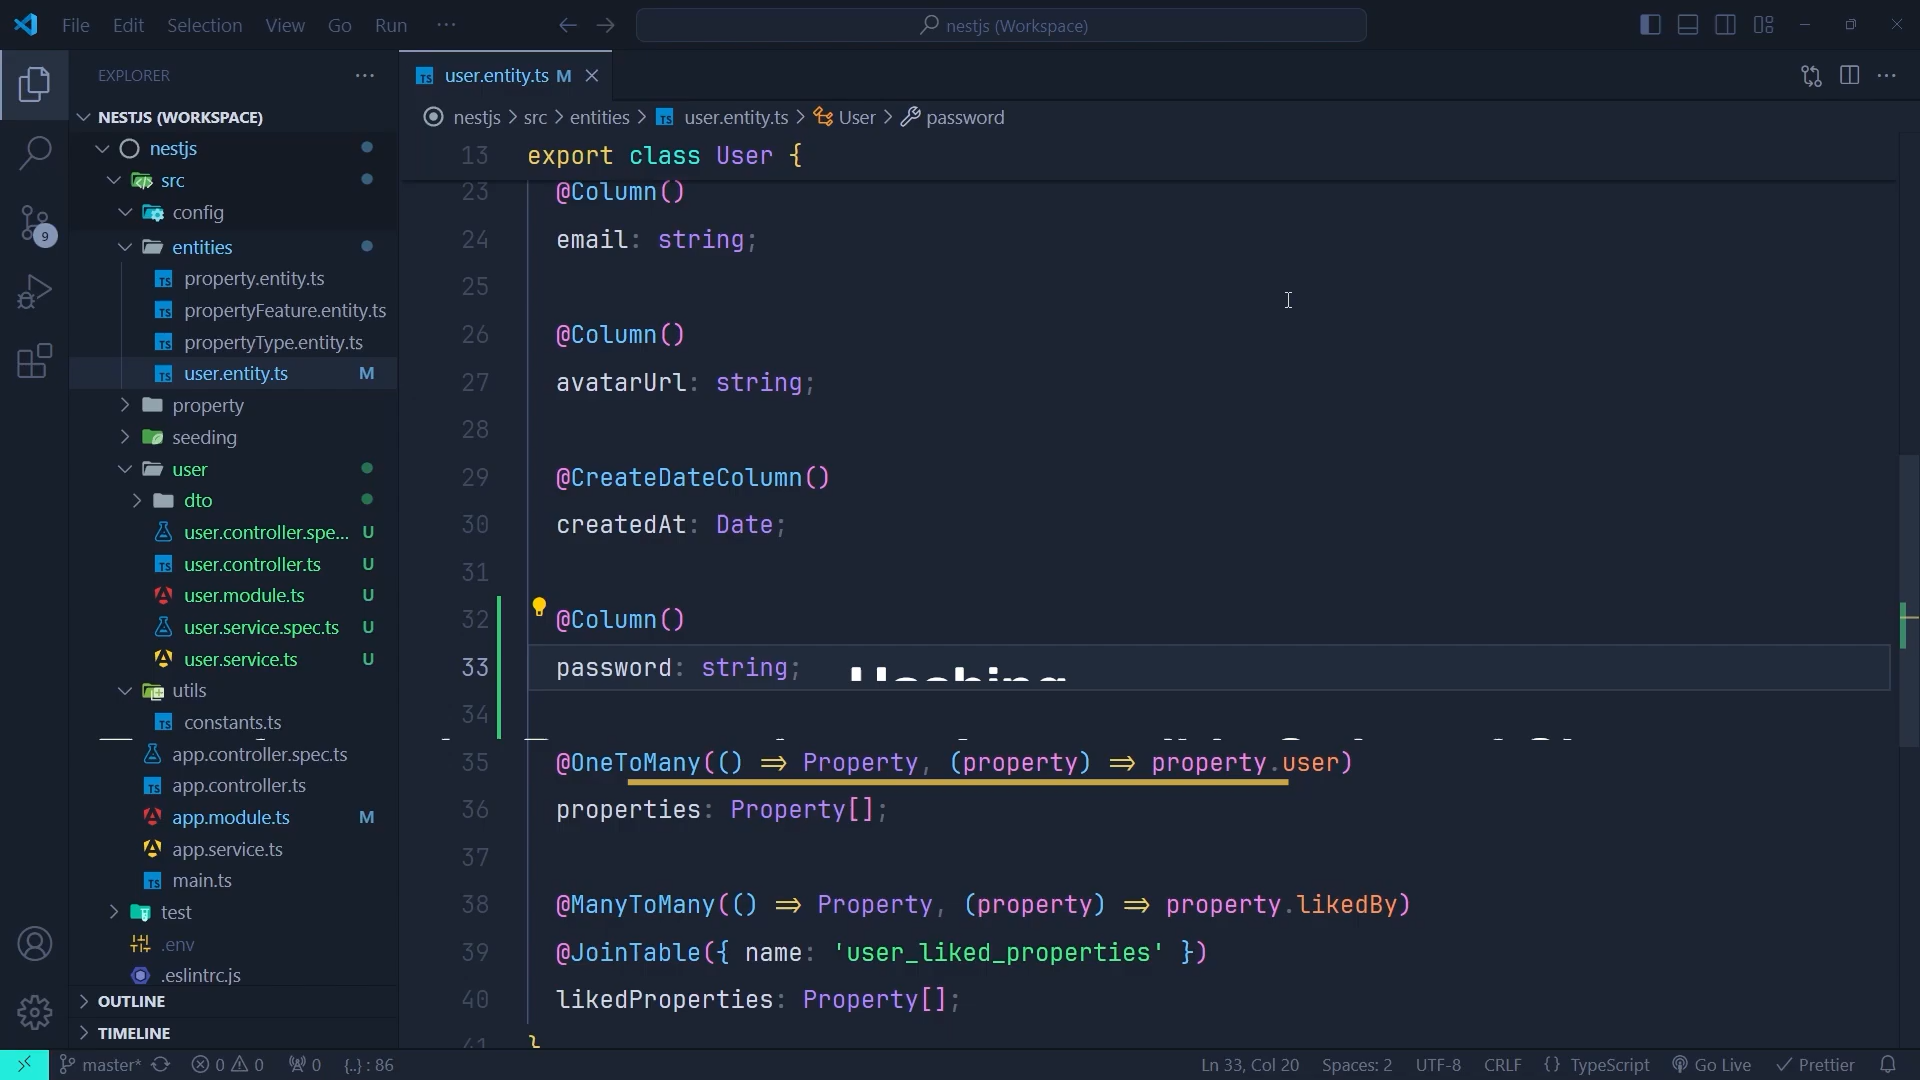 File Edit Selection View Go Run ···
nestjs (Workspace)
EXPLORER ···
user.entity.ts M
NESTJS (WORKSPACE)
nestjs
src
config
entities
property.entity.ts
propertyFeature.entity.ts
propertyType.entity.ts
user.entity.ts M
property
seeding
user
dto
user.controller.spe... U
user.controller.ts U
user.module.ts U
user.service.spec.ts U
user.service.ts U
utils
constants.ts
app.controller.spec.ts
app.controller.ts
app.module.ts M
app.service.ts
main.ts
test
.env
.eslintrc.js
OUTLINE
TIMELINE
9
nestjs > src > entities > TS user.entity.ts > User > password
13 export class User {
23 @Column()
24 email: string;
25
26 @Column()
27 avatarUrl: string;
28
29 @CreateDateColumn()
30 createdAt: Date;
31
32 @Column()
33 password: string;
34
35 @OneToMany(() => Property, (property) => property.user)
36 properties: Property[];
37
38 @ManyToMany(() => Property, (property) => property.likedBy)
39 @JoinTable({ name: 'user_liked_properties' })
40 likedProperties: Property[];
41 }
master* 0 0 0 {..} : 86 Ln 33, Col 20 Spaces: 2 UTF-8 CRLF {} TypeScript Go Live Prettier